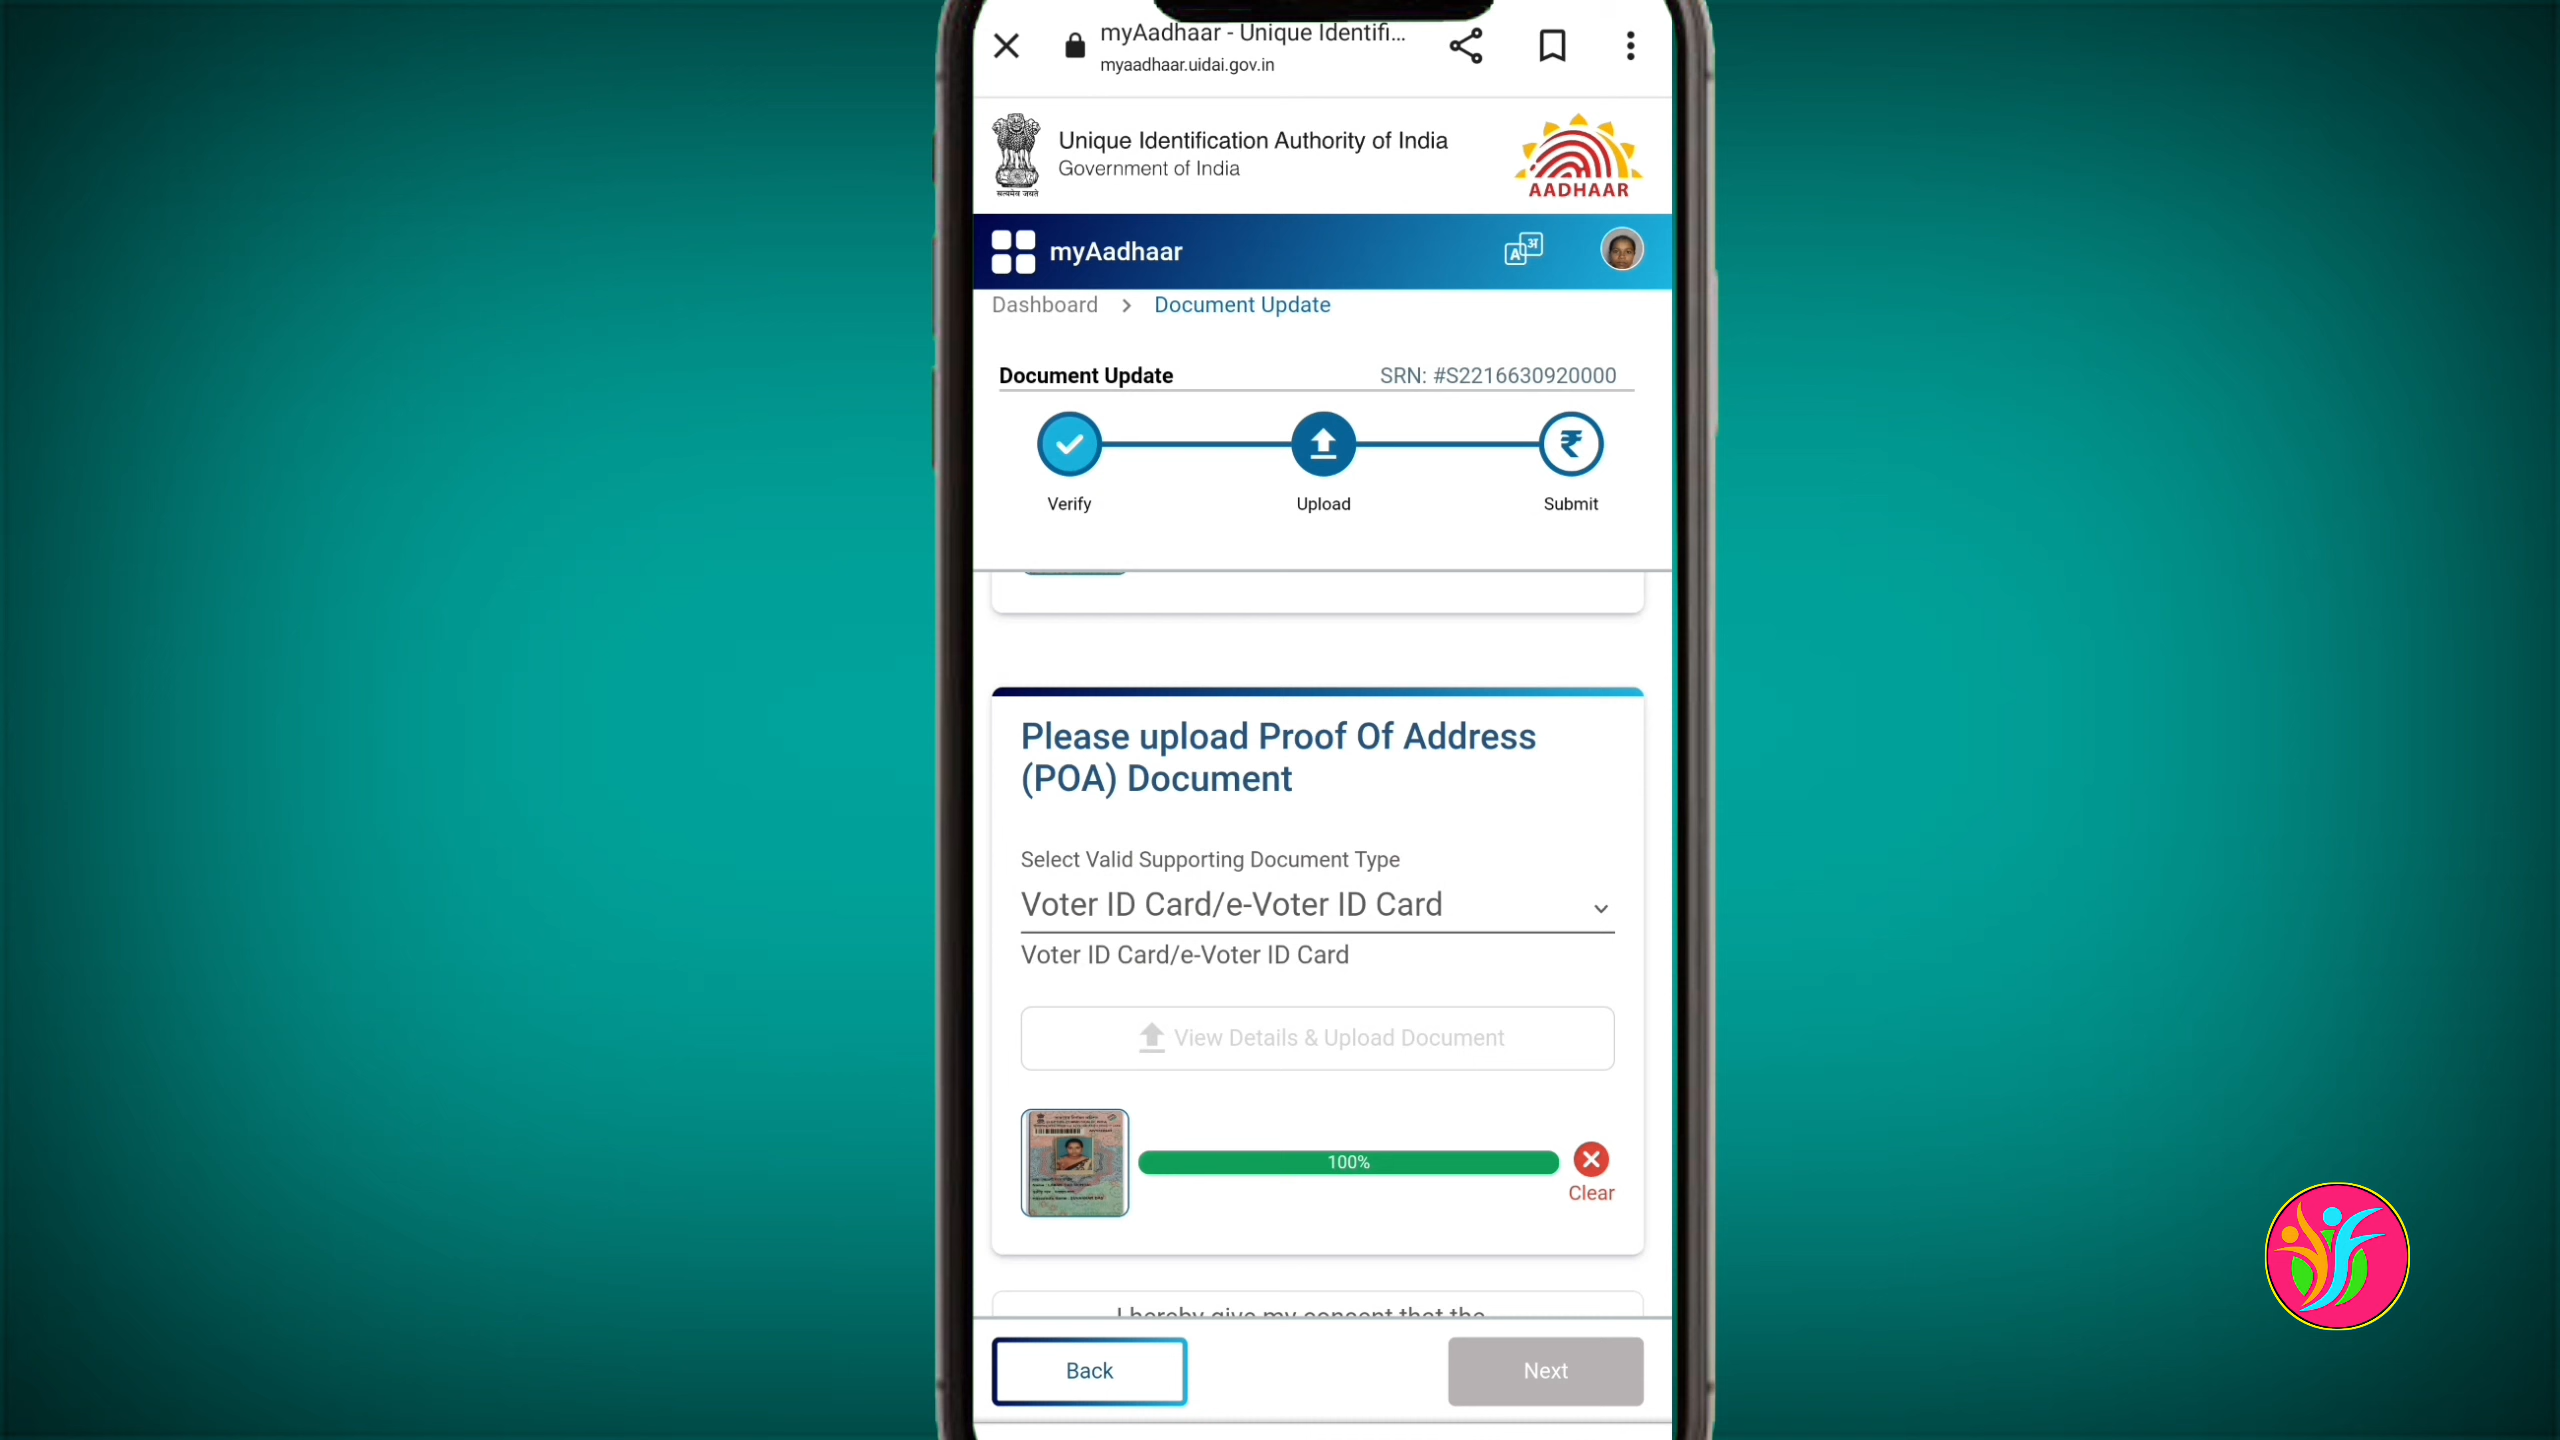 myAadhaar - Unique Identifi...
myaadhaar.uidai.gov.in
Unique Identification Authority of India
Government of India
सत्यमेव जयते
AADHAAR
myAadhaar
A अ
Dashboard > Document Update
Document Update SRN: #S2216630920000
₹
Verify Upload Submit
Please upload Proof Of Address
(POA) Document
Select Valid Supporting Document Type
Voter ID Card/e-Voter ID Card
Voter ID Card/e-Voter ID Card
View Details & Upload Document
100%
Clear
I hereby give my consent that the
Back Next